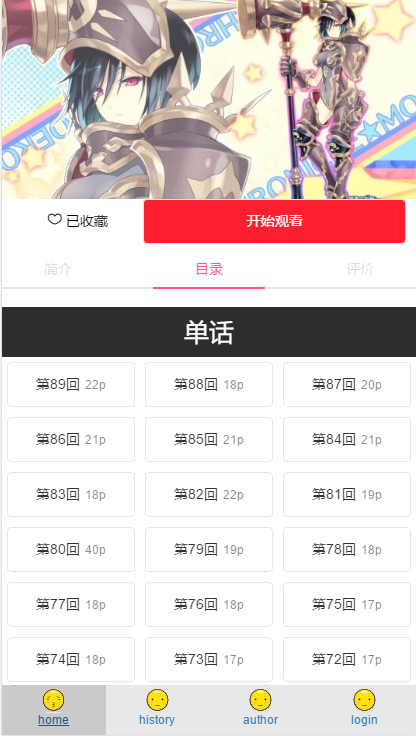 已收藏 开始观看
简介 目录 评价
单话
第89回 22p 第88回 18p 第87回 20p
第86回 21p 第85回 21p 第84回 21p
第83回 18p 第82回 22p 第81回 19p
第80回 40p 第79回 19p 第78回 18p
第77回 18p 第76回 18p 第75回 17p
第74回 18p 第73回 17p 第72回 17p
home history author login